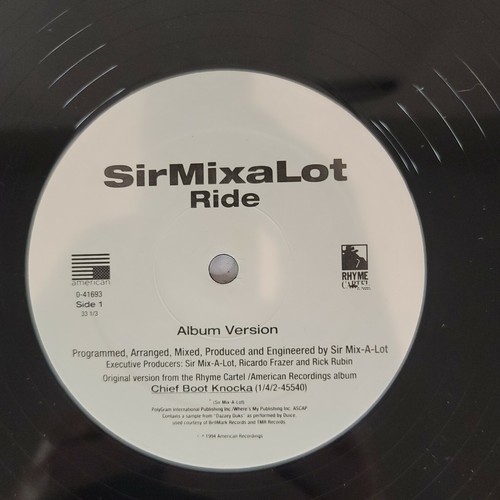 SirMixaLot
Ride
american
0-41693
Side 1
33 1/3
RHYME
CARTEL
Album Version
Programmed, Arranged, Mixed, Produced and Engineered by Sir Mix-A-Lot
Executive Producers: Sir Mix-A-Lot, Ricardo Frazer and Rick Rubin
Original version from the Rhyme Cartel /American Recordings album
Chief Boot Knocka (1/4/2-45540)
(Sir Mix-A-Lot)
PolyGram International Publishing Inc./Where's My Publishing Inc. ASCAP
Contains a sample from "Dazzey Duks" as performed by Duice.
Used courtesy of BellMark Records and TMR Records.
1994 American Recordings